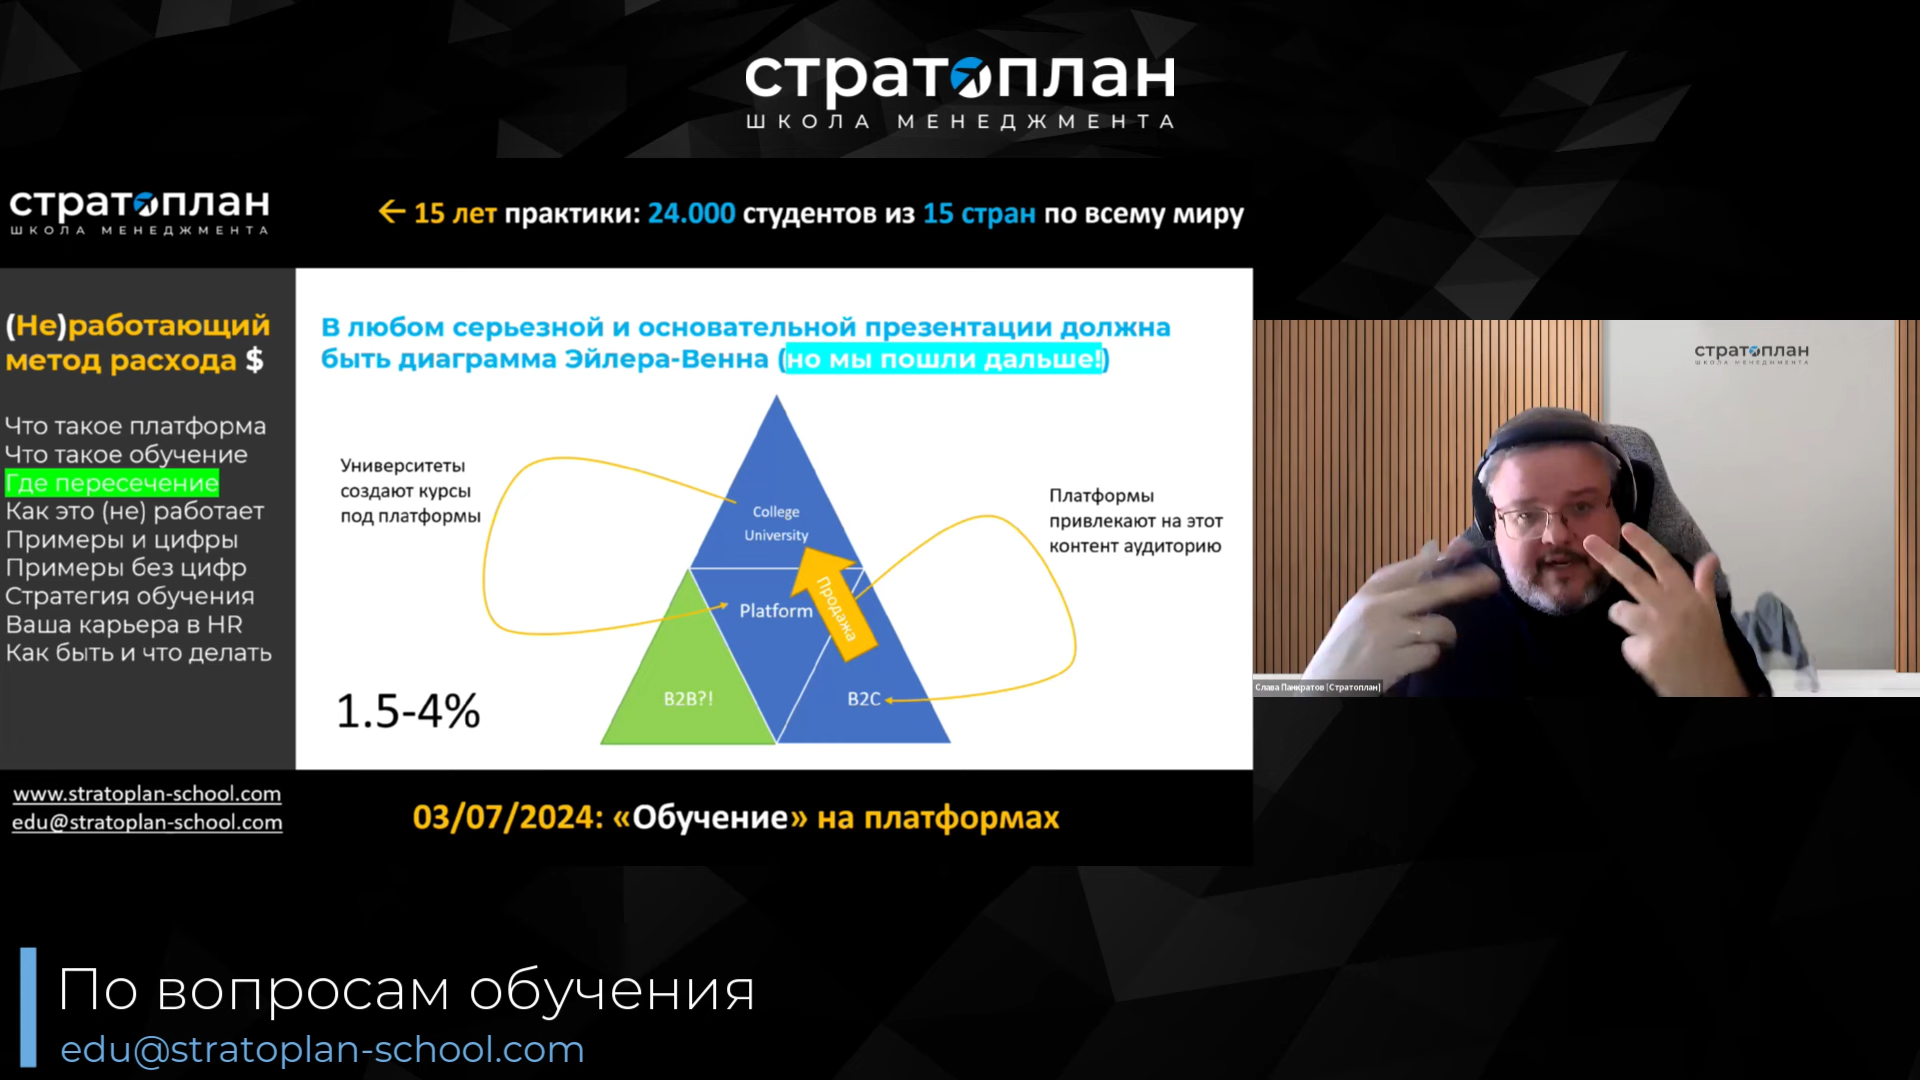 стратоплан
ШКОЛА МЕНЕДЖМЕНТА
стратоплан
ШКОЛА МЕНЕДЖМЕНТА
← 15 лет практики: 24.000 студентов из 15 стран по всему миру
(Не)работающий
метод расхода $
Что такое платформа
Что такое обучение
Где пересечение
Как это (не) работает
Примеры и цифры
Примеры без цифр
Стратегия обучения
Ваша карьера в HR
Как быть и что делать
В любом серьезной и основательной презентации должна
быть диаграмма Эйлера-Венна (но мы пошли дальше!)
Университеты
создают курсы
под платформы
College
University
Платформы
привлекают на этот
контент аудиторию
Platform
Продажа
B2B?!
B2C
1.5-4%
стратоплан
ШКОЛА МЕНЕДЖМЕНТА
Слава Панкратов [Стратоплан]
www.stratoplan-school.com
edu@stratoplan-school.com
03/07/2024: «Обучение» на платформах
По вопросам обучения
edu@stratoplan-school.com